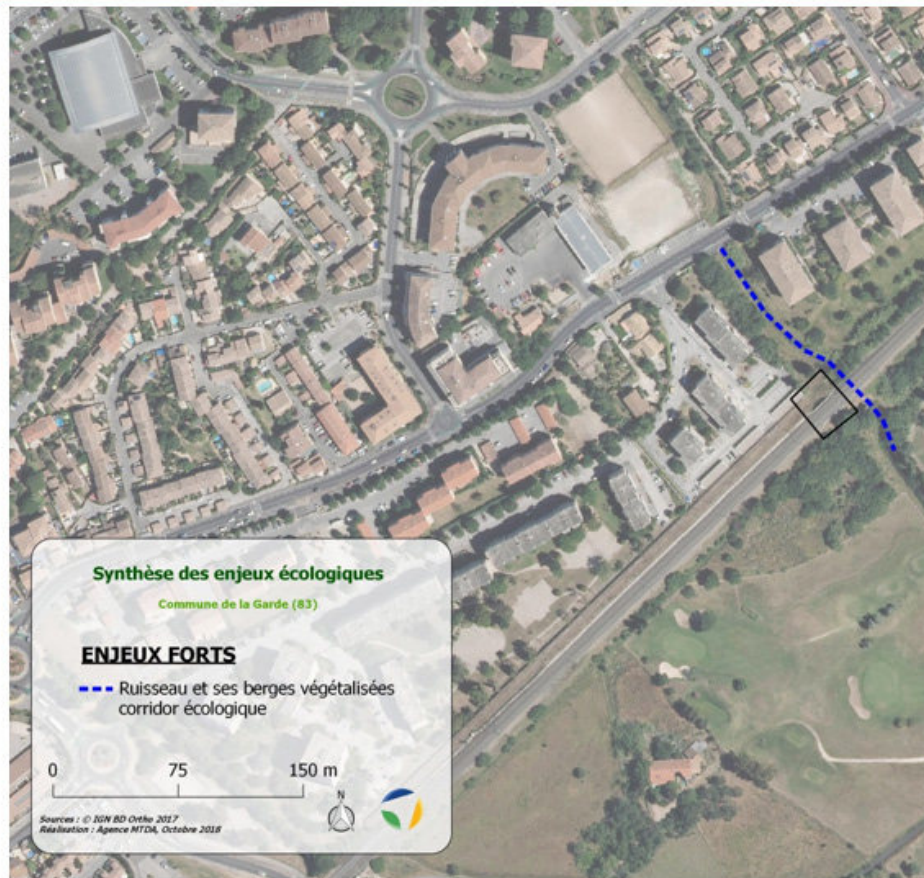 Synthèse des enjeux écologiques
Commune de la Garde (83)
ENJEUX FORTS
Ruisseau et ses berges végétalisées
corridor écologique
0 75 150 m
N
Sources : © IGN BD Ortho 2017
Réalisation : Agence MTDA, Octobre 2018